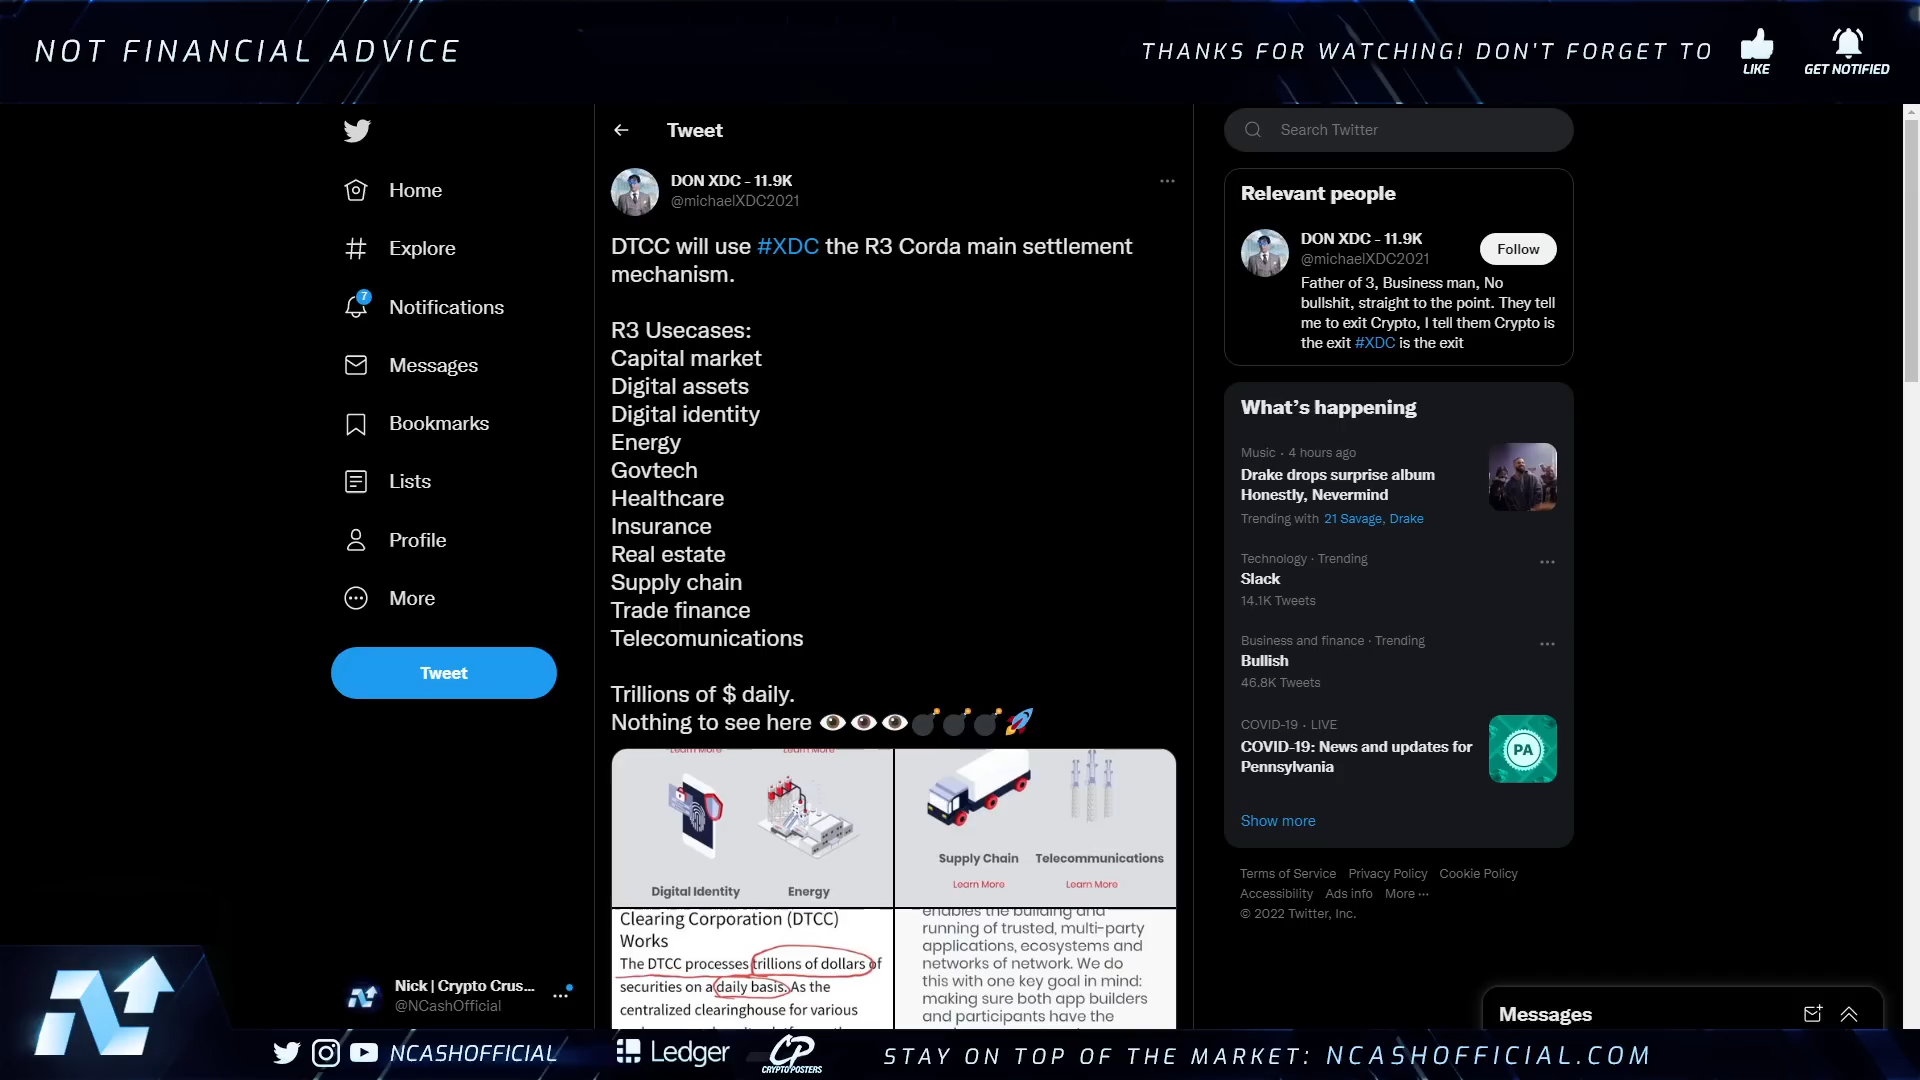 NOT FINANCIAL ADVICE
THANKS FOR WATCHING! DON'T FORGET TO
LIKE
GET NOTIFIED
Home
Explore
7
Notifications
Messages
Bookmarks
Lists
Profile
More
Tweet
Nick | Crypto Crus...
@NCashOfficial
Tweet
DON XDC - 11.9K
@michaelXDC2021
DTCC will use #XDC the R3 Corda main settlement
mechanism.
R3 Usecases:
Capital market
Digital assets
Digital identity
Energy
Govtech
Healthcare
Insurance
Real estate
Supply chain
Trade finance
Telecomunications
Trillions of $ daily.
Nothing to see here 👁👁👁💣💣💣🚀
Learn More Learn More
Digital Identity Energy
Supply Chain Telecommunications
Learn More Learn More
Clearing Corporation (DTCC)
Works
The DTCC processes trillions of dollars of
securities on a daily basis. As the
centralized clearinghouse for various
enables the building and
running of trusted, multi-party
applications, ecosystems and
networks of network. We do
this with one key goal in mind:
making sure both app builders
and participants have the
Search Twitter
Relevant people
DON XDC - 11.9K
@michaelXDC2021
Follow
Father of 3, Business man, No
bullshit, straight to the point. They tell
me to exit Crypto, I tell them Crypto is
the exit #XDC is the exit
What's happening
Music · 4 hours ago
Drake drops surprise album
Honestly, Nevermind
Trending with 21 Savage, Drake
Technology · Trending
Slack
14.1K Tweets
Business and finance · Trending
Bullish
46.8K Tweets
COVID-19 · LIVE
COVID-19: News and updates for
Pennsylvania
PA
Show more
Terms of Service Privacy Policy Cookie Policy
Accessibility Ads info More ···
© 2022 Twitter, Inc.
Messages
NCASHOFFICIAL
Ledger
CP
CRYPTOPOSTERS
STAY ON TOP OF THE MARKET: NCASHOFFICIAL.COM